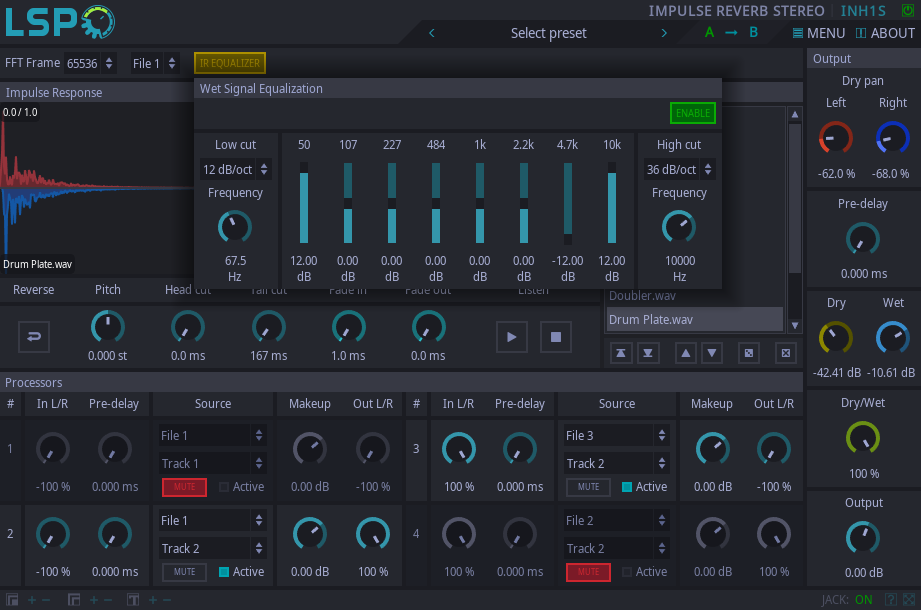 LSP
IMPULSE REVERB STEREO INH1S
Select preset
A B
MENU ABOUT
FFT Frame 65536 File 1 IR EQUALIZER
Output
Impulse Response
0.0 / 1.0
Drum Plate.wav
Wet Signal Equalization
ENABLE
Low cut 50 107 227 484 1k 2.2k 4.7k 10k High cut
12 dB/oct 36 dB/oct
Frequency Frequency
67.5 12.00 0.00 0.00 0.00 0.00 0.00 -12.00 12.00 10000
Hz dB dB dB dB dB dB dB dB Hz
Dry pan
Left Right
-62.0 % -68.0 %
Pre-delay
0.000 ms
Dry Wet
-42.41 dB -10.61 dB
Dry/Wet
100 %
Output
0.00 dB
Reverse Pitch Head cut Tail cut Fade in Fade out Listen
0.000 st 0.0 ms 167 ms 1.0 ms 0.0 ms
Doubler.wav
Drum Plate.wav
Processors
# In L/R Pre-delay Source Makeup Out L/R # In L/R Pre-delay Source Makeup Out L/R
1 File 1
Track 1
-100 % 0.000 ms MUTE Active 0.00 dB -100 %
3 File 3
Track 2
100 % 0.000 ms MUTE Active 0.00 dB -100 %
2 File 1
Track 2
-100 % 0.000 ms MUTE Active 0.00 dB 100 %
4 File 2
Track 2
100 % 0.000 ms MUTE Active 0.00 dB 100 %
JACK: ON